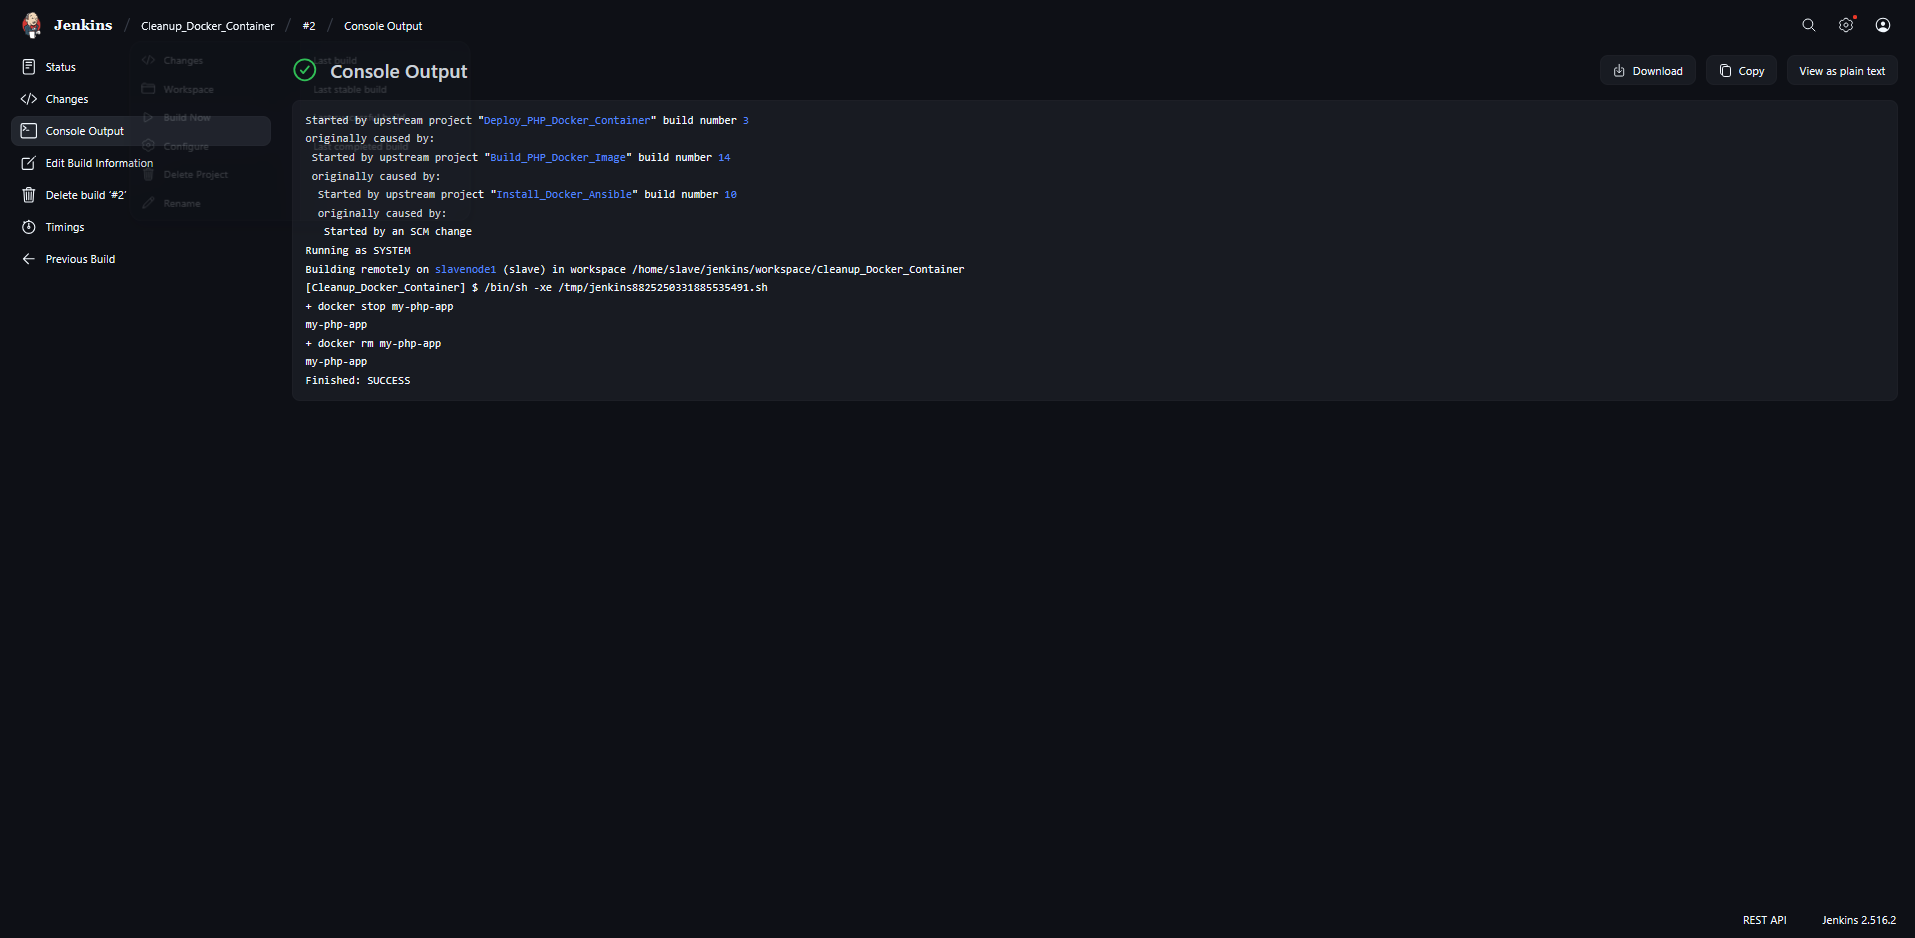 Jenkins / Cleanup_Docker_Container / #2 / Console Output
Status
Changes
Console Output
Edit Build Information
Delete build ‘#2’
Timings
Previous Build
Changes
Workspace
Build Now
Configure
Delete Project
Rename
Last build
Last stable build
Last completed build
Console Output
Download
Copy
View as plain text
Started by upstream project "Deploy_PHP_Docker_Container" build number 3
originally caused by:
Started by upstream project "Build_PHP_Docker_Image" build number 14
originally caused by:
Started by upstream project "Install_Docker_Ansible" build number 10
originally caused by:
Started by an SCM change
Running as SYSTEM
Building remotely on slavenode1 (slave) in workspace /home/slave/jenkins/workspace/Cleanup_Docker_Container
[Cleanup_Docker_Container] $ /bin/sh -xe /tmp/jenkins8825250331885535491.sh
+ docker stop my-php-app
my-php-app
+ docker rm my-php-app
my-php-app
Finished: SUCCESS
REST API
Jenkins 2.516.2